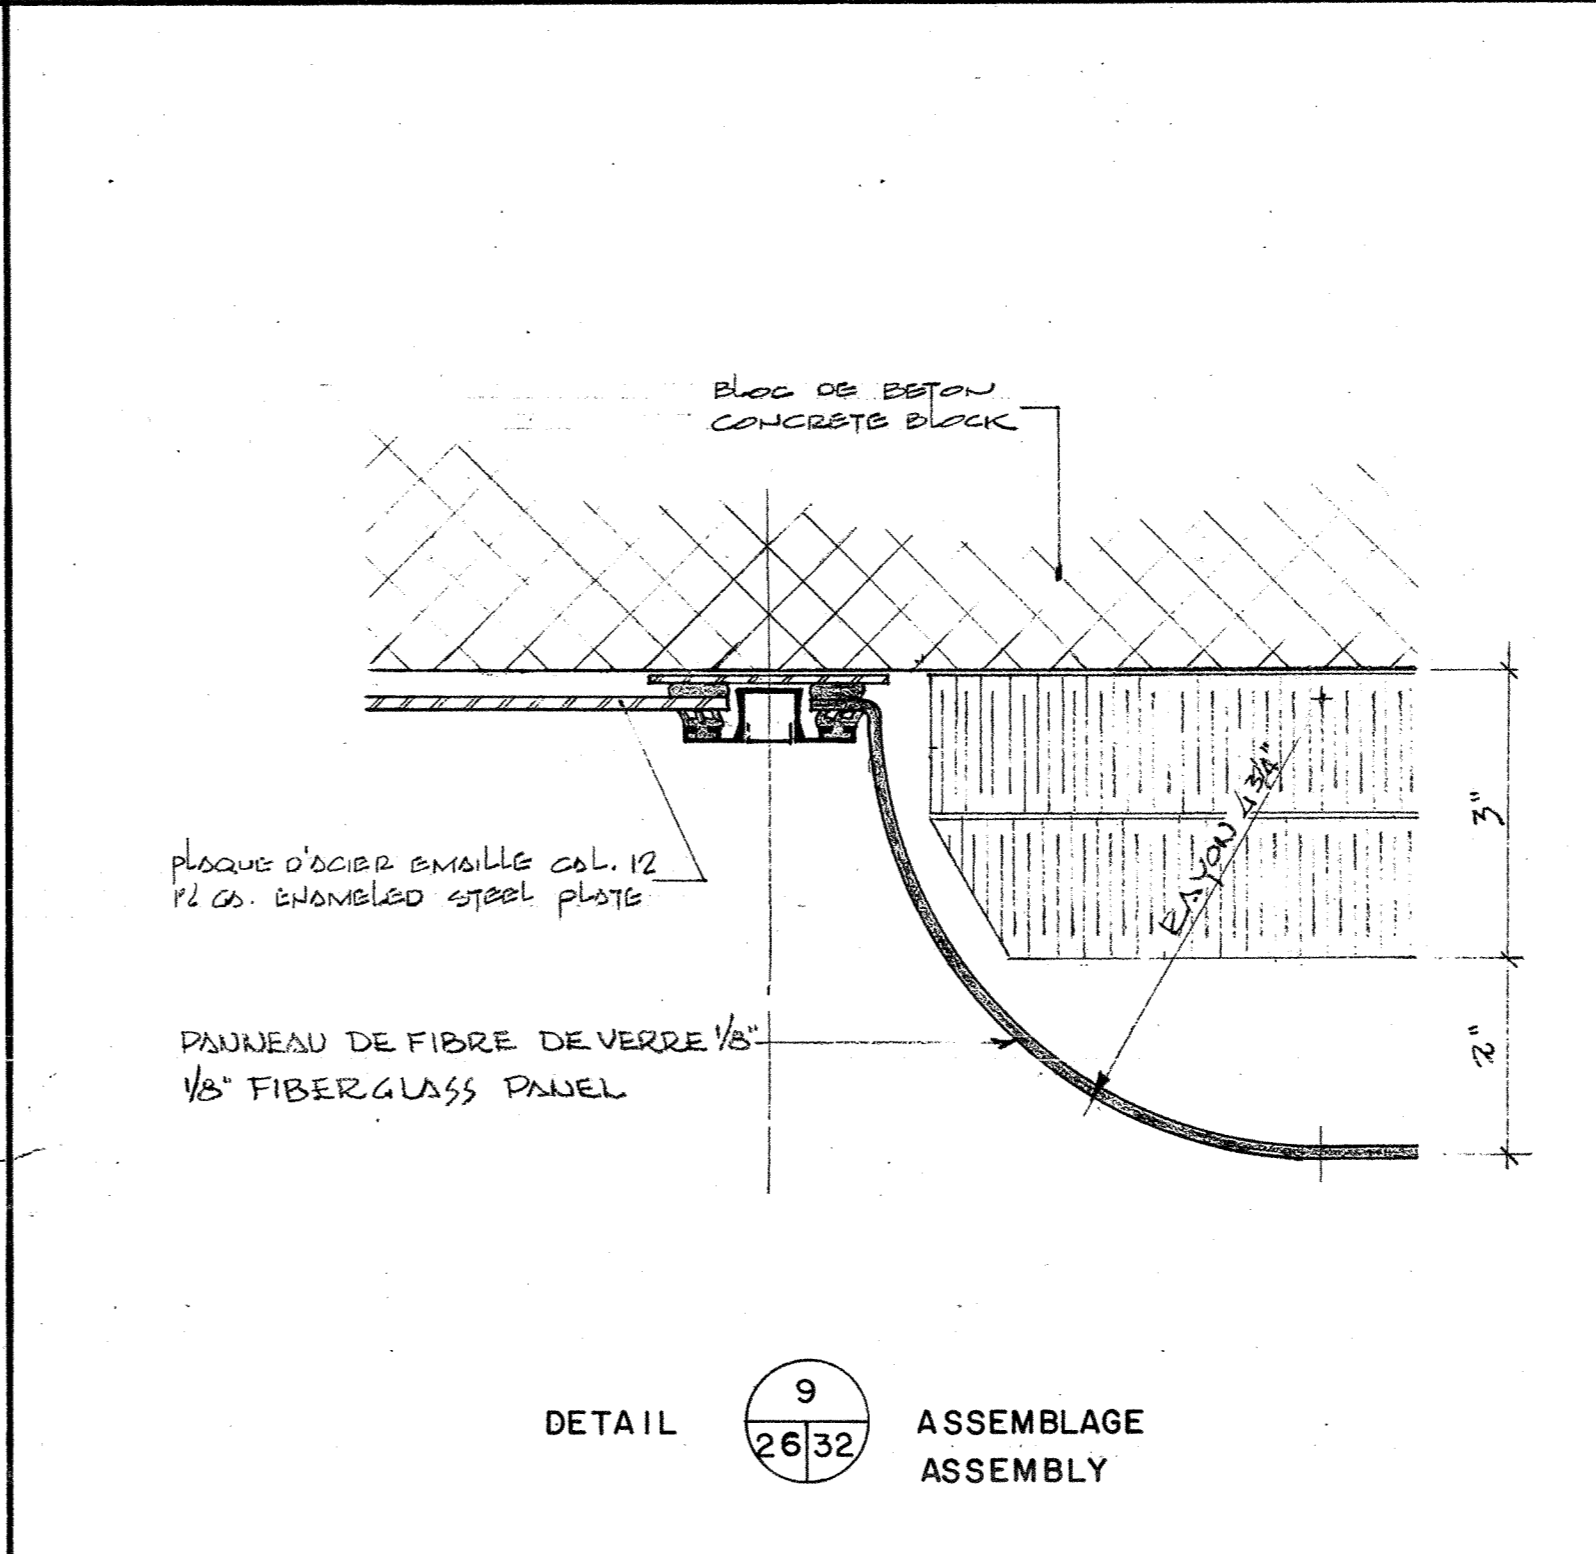 BLOC DE BETON
CONCRETE BLOCK
PLAQUE D'ACIER EMAILLE CAL. 12
12 GA. ENAMELED STEEL PLATE
PANNEAU DE FIBRE DE VERRE 1/8"
1/8" FIBERGLASS PANEL
RAYON 4 3/4"
3"
2"
DETAIL
9
26 32
ASSEMBLAGE
ASSEMBLY